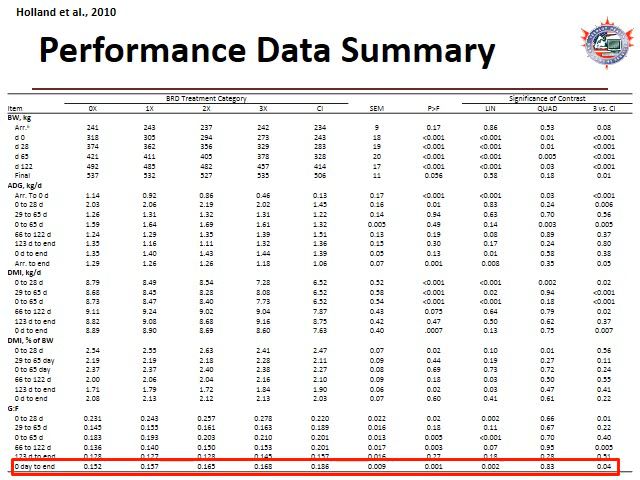 Holland et al., 2010
Performance Data Summary
BRD Treatment Category Significance of Contrast
Item 0X 1X 2X 3X CI SEM P>F LIN QUAD 3 vs. CI
BW, kg
Arr.ᵇ 241 243 237 242 234 9 0.17 0.86 0.53 0.08
d 0 318 305 294 273 243 18 <0.001 <0.001 0.01 <0.001
d 28 374 362 356 329 283 19 <0.001 <0.001 0.01 <0.001
d 65 421 411 405 378 328 20 <0.001 <0.001 0.005 <0.001
d 122 492 485 482 457 414 17 <0.001 <0.001 0.03 <0.001
Final 537 532 527 535 506 11 0.056 0.58 0.18 0.01
ADG, kg/d
Arr. To 0 d 1.14 0.92 0.86 0.46 0.13 0.17 <0.001 <0.001 0.03 <0.001
0 to 28 d 2.03 2.06 2.19 2.02 1.45 0.16 0.01 0.83 0.24 0.006
29 to 65 d 1.26 1.31 1.32 1.31 1.22 0.14 0.94 0.63 0.70 0.56
0 to 65 d 1.59 1.64 1.69 1.61 1.32 0.005 0.49 0.14 0.003 0.005
66 to 122 d 1.24 1.29 1.35 1.39 1.51 0.13 0.19 0.08 0.89 0.37
123 d to end 1.35 1.16 1.11 1.32 1.36 0.15 0.30 0.17 0.24 0.80
0 d to end 1.35 1.40 1.43 1.44 1.39 0.05 0.13 0.01 0.58 0.38
Arr. to end 1.29 1.26 1.26 1.18 1.06 0.07 0.001 0.008 0.35 0.05
DMI, kg/d
0 to 28 d 8.79 8.49 8.54 7.28 6.52 0.52 <0.001 <0.001 0.002 0.02
29 to 65 d 8.68 8.45 8.28 8.08 6.52 0.58 <0.001 0.02 0.94 <0.001
0 to 65 d 8.73 8.47 8.40 7.73 6.52 0.54 <0.001 <0.001 0.18 <0.001
66 to 122 d 9.11 9.24 9.02 9.04 7.87 0.43 0.075 0.64 0.79 0.02
123 d to end 8.82 9.08 8.68 9.16 8.75 0.42 0.47 0.50 0.62 0.37
0 d to end 8.89 8.90 8.69 8.60 7.63 0.40 .0007 0.13 0.75 0.007
DMI, % of BW
0 to 28 d 2.54 2.55 2.63 2.41 2.47 0.07 0.02 0.10 0.01 0.56
29 to 65 day 2.19 2.19 2.18 2.28 2.11 0.09 0.44 0.19 0.27 0.11
0 to 65 day 2.37 2.37 2.40 2.38 2.27 0.08 0.69 0.73 0.72 0.24
66 to 122 d 2.00 2.06 2.04 2.16 2.10 0.09 0.18 0.03 0.50 0.55
123 d to end 1.71 1.79 1.72 1.84 1.90 0.06 0.02 0.03 0.47 0.41
0 d to end 2.08 2.13 2.12 2.13 2.03 0.07 0.60 0.41 0.61 0.22
G:F
0 to 28 d 0.231 0.243 0.257 0.278 0.220 0.022 0.02 0.002 0.66 0.01
29 to 65 d 0.145 0.155 0.161 0.163 0.189 0.016 0.18 0.11 0.67 0.22
0 to 65 d 0.183 0.193 0.203 0.210 0.201 0.013 0.005 <0.001 0.70 0.40
66 to 122 d 0.136 0.140 0.150 0.153 0.194 0.017 0.003 0.07 0.95 0.005
123 d to end 0.128 0.127 0.128 0.145 0.157 0.016 0.27 0.18 0.28 0.51
0 day to end 0.152 0.157 0.165 0.168 0.186 0.009 0.001 0.002 0.83 0.04